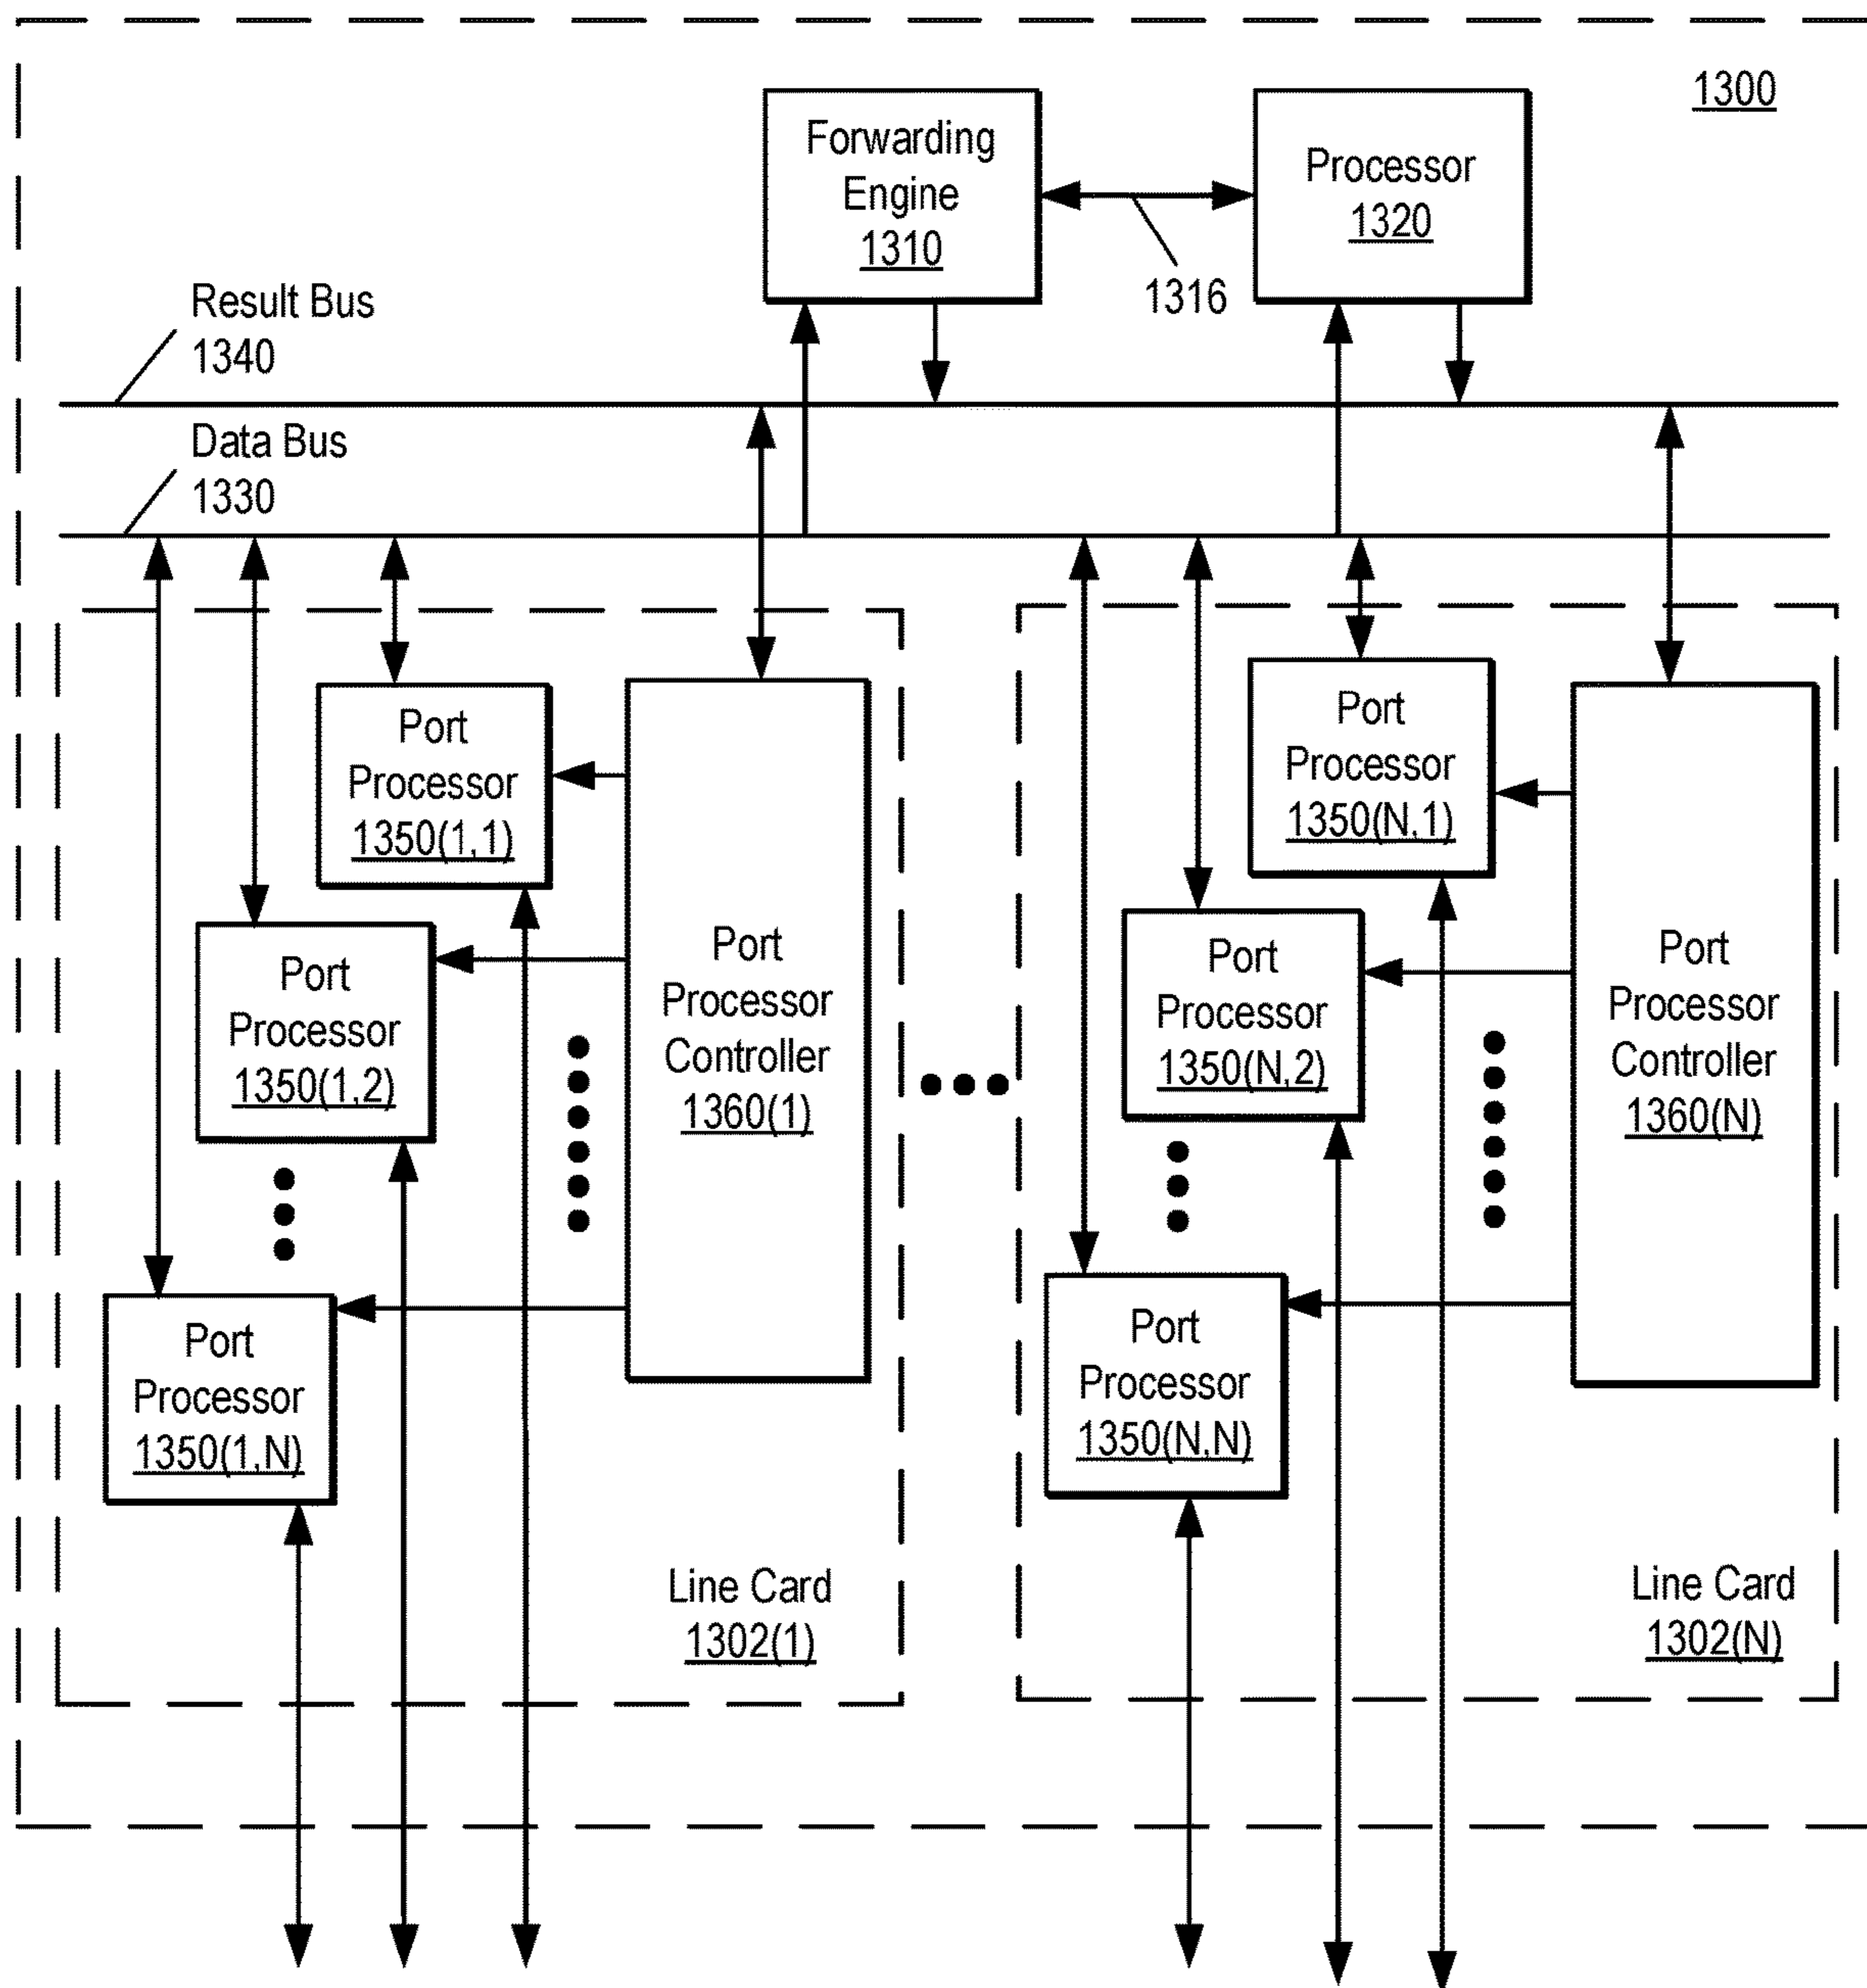 1300
Forwarding
Engine
1310
Processor
1320
1316
Result Bus
1340
Data Bus
1330
Port
Processor
1350(1,1)
Port
Processor
1350(1,2)
Port
Processor
1350(1,N)
Port
Processor
Controller
1360(1)
Line Card
1302(1)
Port
Processor
1350(N,1)
Port
Processor
1350(N,2)
Port
Processor
1350(N,N)
Port
Processor
Controller
1360(N)
Line Card
1302(N)